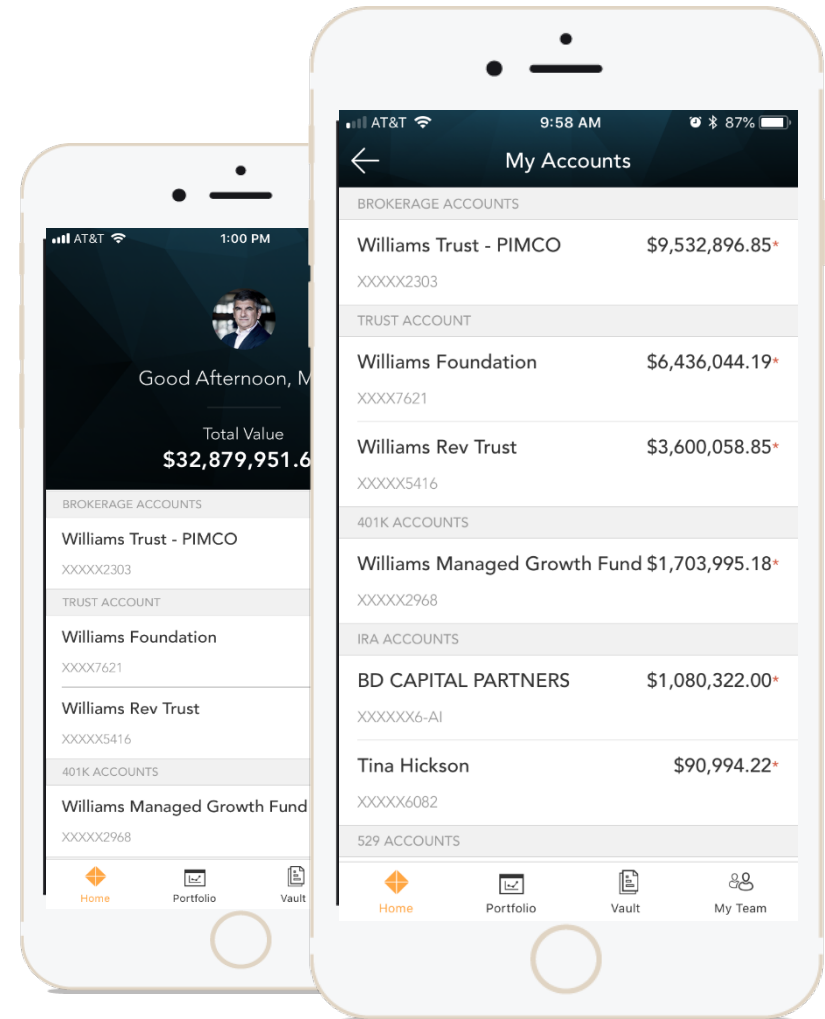 AT&T
1:00 PM
Good Afternoon,
Total Value
$32,879,951.6
BROKERAGE ACCOUNTS
Williams Trust - PIMCO
XXXXX2303
TRUST ACCOUNT
Williams Foundation
XXXX7621
Williams Rev Trust
XXXXX5416
401K ACCOUNTS
Williams Managed Growth Fund
XXXXX2968
Home Portfolio Vault
AT&T 9:58 AM 87%
My Accounts
BROKERAGE ACCOUNTS
Williams Trust - PIMCO $9,532,896.85*
XXXXX2303
TRUST ACCOUNT
Williams Foundation $6,436,044.19*
XXXX7621
Williams Rev Trust $3,600,058.85*
XXXXX5416
401K ACCOUNTS
Williams Managed Growth Fund $1,703,995.18*
XXXXX2968
IRA ACCOUNTS
BD CAPITAL PARTNERS $1,080,322.00*
XXXXXX6-AI
Tina Hickson $90,994.22*
XXXXX6082
529 ACCOUNTS
Home Portfolio Vault My Team